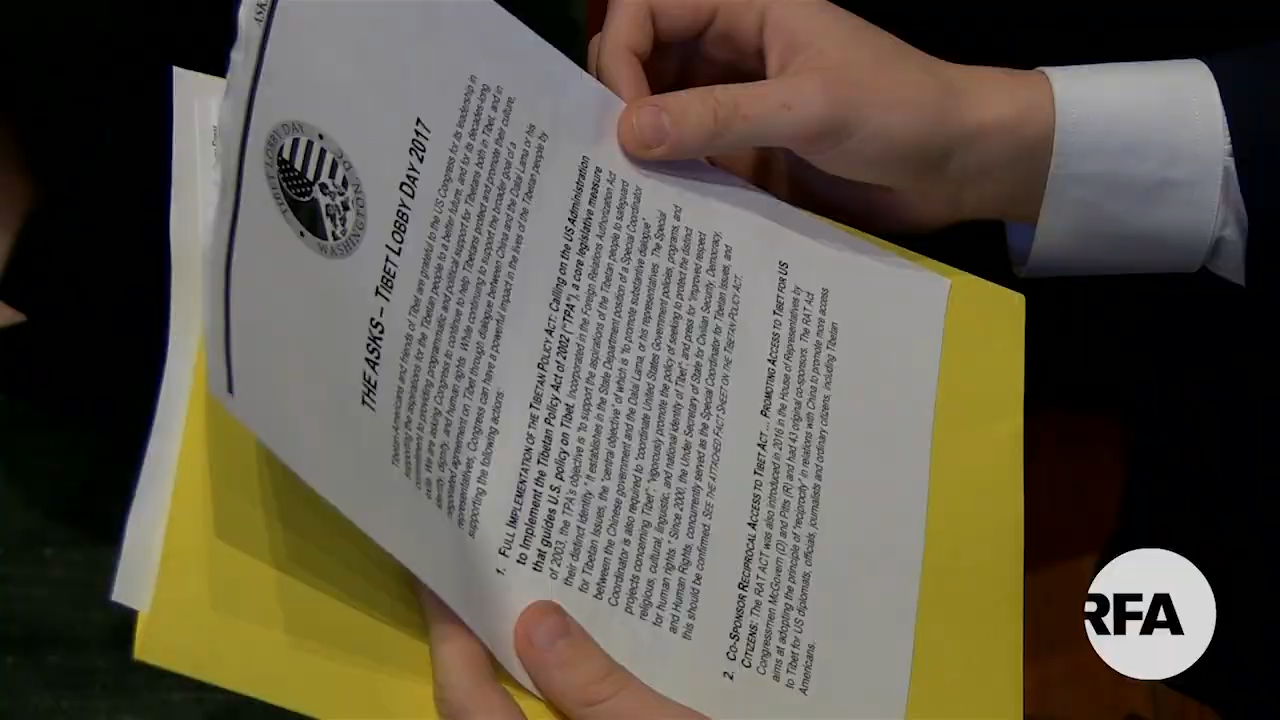 TIBET LOBBY DAY
WASHINGTON, DC
THE ASKS – TIBET LOBBY DAY 2017
Tibetan-Americans and friends of Tibet are grateful to the US Congress for its leadership in
supporting the aspirations for the Tibetan people to a better future, and for its decades-long
commitment to providing programmatic and political support for Tibetans both in Tibet, and in
exile. We are asking Congress to continue to help Tibetans protect and promote their culture,
identity, dignity, and human rights. While continuing to support the broader goal of a
negotiated agreement on Tibet through dialogue between China and the Dalai Lama or his
representatives, Congress can have a powerful impact in the lives of the Tibetan people by
supporting the following actions:
1. FULL IMPLEMENTATION OF THE TIBETAN POLICY ACT: Calling on the US Administration
to Implement the Tibetan Policy Act of 2002 ("TPA"), a core legislative measure
that guides U.S. policy on Tibet. Incorporated in the Foreign Relations Authorization Act
of 2003, the TPA's objective is "to support the aspirations of the Tibetan people to safeguard
their distinct identity." It establishes in the State Department position of a Special Coordinator
for Tibetan Issues, the "central objective" of which is "to promote substantive dialogue"
between the Chinese government and the Dalai Lama, or his representatives. The Special
Coordinator is also required to "coordinate United States Government policies, programs, and
projects concerning Tibet"; "vigorously promote the policy of seeking to protect the distinct
religious, cultural, linguistic, and national identity of Tibet"; and press for "improved respect
for human rights." Since 2000, the Under Secretary of State for Civilian Security, Democracy,
and Human Rights, concurrently served as the Special Coordinator for Tibetan Issues, and
this should be confirmed. SEE THE ATTACHED FACT SHEET ON THE TIBETAN POLICY ACT.
2. CO-SPONSOR RECIPROCAL ACCESS TO TIBET ACT ... PROMOTING ACCESS TO TIBET FOR US
CITIZENS: The RAT ACT was also introduced in 2016 in the House of Representatives by
Congressmen McGovern (D) and Pitts (R) and had 43 original co-sponsors. The RAT Act
aims at adopting the principle of "reciprocity" in relations with China to promote more access
to Tibet for US diplomats, officials, journalists and ordinary citizens, including Tibetan
Americans.
RFA